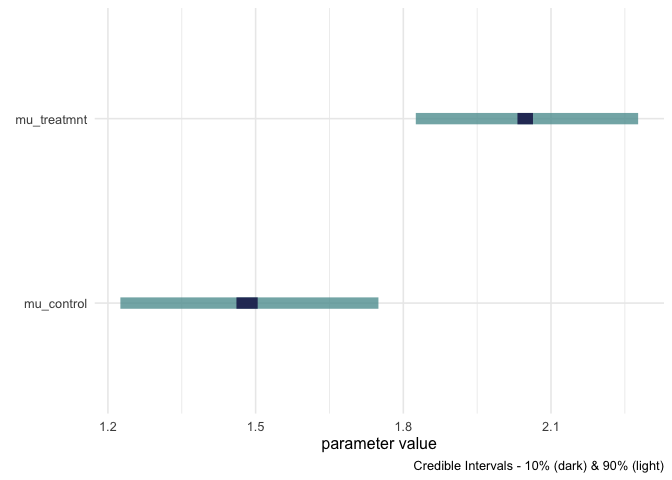 mu_treatmnt
mu_control
1.2 1.5 1.8 2.1
parameter value
Credible Intervals - 10% (dark) & 90% (light)